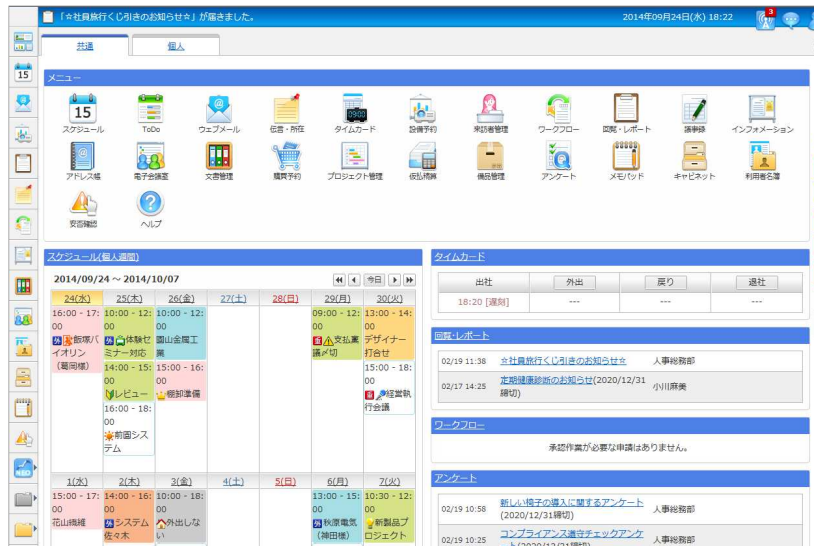 「☆社員旅行くじ引きのお知らせ☆」が届きました。
2014年09月24日(水) 18:22
3
共通 個人
メニュー
15
スケジュール ToDo ウェブメール 伝言・所在 タイムカード 設備予約 来訪者管理 ワークフロー 回覧・レポート 議事録 インフォメーション
アドレス帳 電子会議室 文書管理 購買予約 プロジェクト管理 仮払精算 備品管理 アンケート メモパッド キャビネット 利用者名簿
安否確認 ヘルプ
スケジュール(個人週間)
2014/09/24 ~ 2014/10/07
今日
24(水) 25(木) 26(金) 27(土) 28(日) 29(月) 30(火)
16:00 - 17:00
外 飯塚バイオリン
(葛岡様)
10:00 - 12:00
外 体験セミナー対応
14:00 - 15:00
レビュー
16:00 - 18:00
前園システム
10:00 - 12:00
園山金属工業
15:00 - 16:00
棚卸準備
09:00 - 12:00
支払稟議〆切
13:00 - 14:00
デザイナー打合せ
15:00 - 18:00
経営執行会議
1(水) 2(木) 3(金) 4(土) 5(日) 6(月) 7(火)
15:00 - 17:00
花山機維
14:00 - 16:00
外 システム佐々木
10:00 - 18:00
外出しない
13:00 - 15:00
外 秋原電気
(神田様)
10:30 - 12:00
新製品プロジェクト
タイムカード
出社 外出 戻り 退社
18:20 [遅刻] --- --- ---
回覧・レポート
02/19 11:38 ☆社員旅行くじ引きのお知らせ☆ 人事総務部
02/17 14:25 定期健康診断のお知らせ(2020/12/31締切) 小川麻美
ワークフロー
承認作業が必要な申請はありません。
アンケート
02/19 10:58 新しい椅子の導入に関するアンケート(2020/12/31締切) 人事総務部
02/19 10:25 コンプライアンス遵守チェックアンケート(2020/12/31締切) 人事総務部